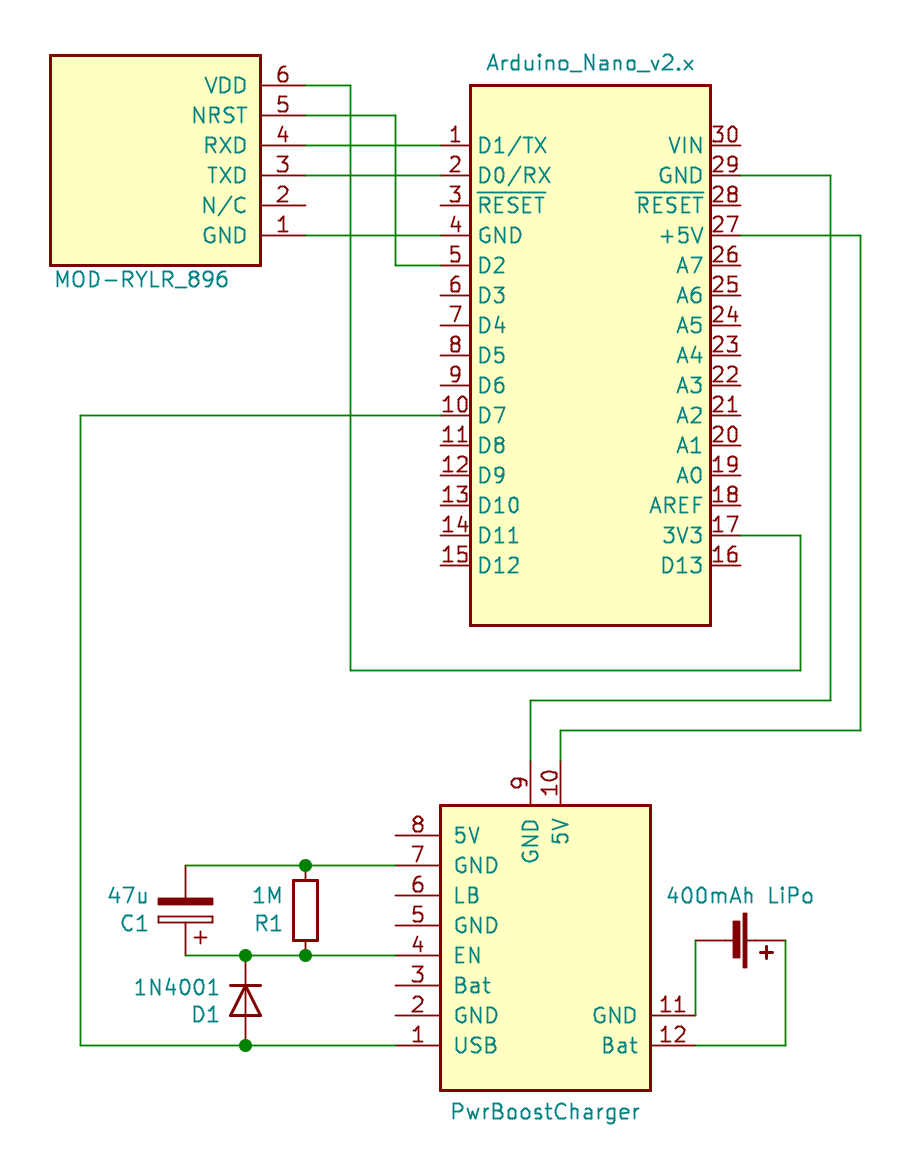 Arduino_Nano_v2.x
VDD 6
NRST 5
RXD 4
TXD 3
N/C 2
GND 1
MOD-RYLR_896
1 D1/TX VIN 30
2 D0/RX GND 29
3 RESET RESET 28
4 GND +5V 27
5 D2 A7 26
6 D3 A6 25
7 D4 A5 24
8 D5 A4 23
9 D6 A3 22
10 D7 A2 21
11 D8 A1 20
12 D9 A0 19
13 D10 AREF 18
14 D11 3V3 17
15 D12 D13 16
9 GND
10 5V
8 5V
7 GND
6 LB
5 GND
4 EN
3 Bat
2 GND
1 USB
47u
C1
+
1M
R1
1N4001
D1
400mAh LiPo
+
GND 11
Bat 12
PwrBoostCharger